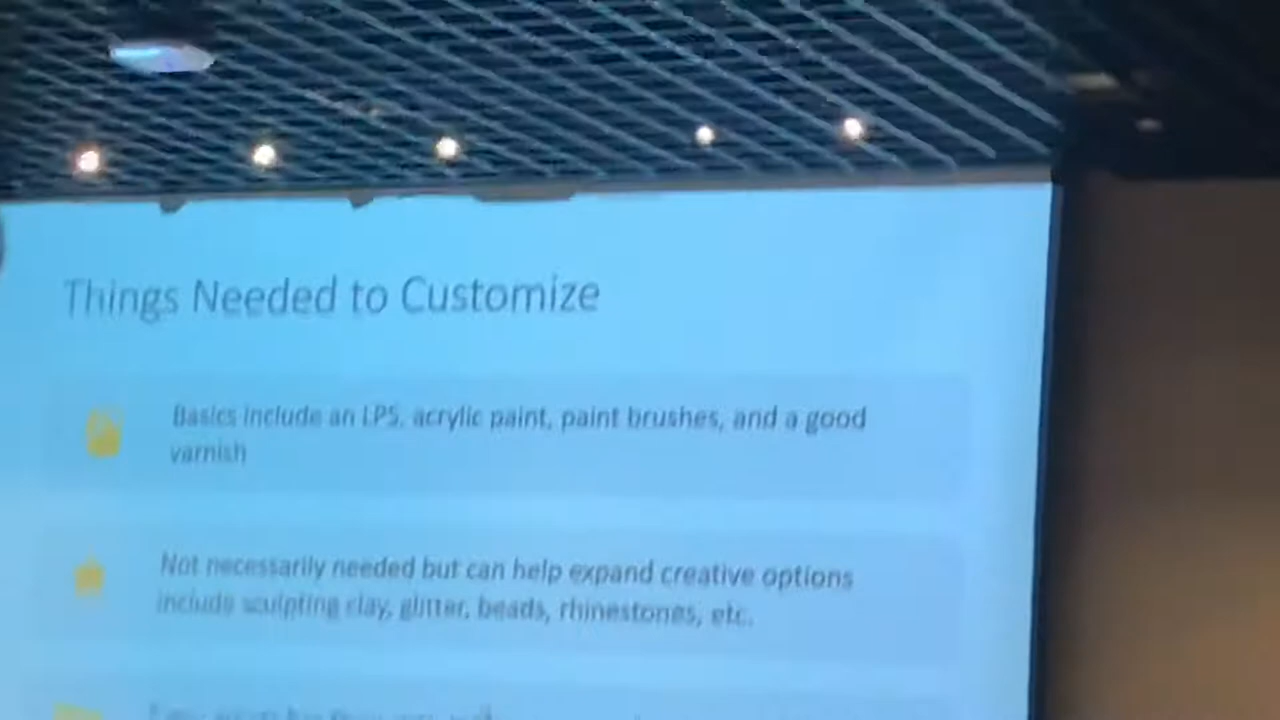 Things Needed to Customize
Basics include an LPS, acrylic paint, paint brushes, and a good
varnish
Not necessarily needed but can help expand creative options
include sculpting clay, glitter, beads, rhinestones, etc.